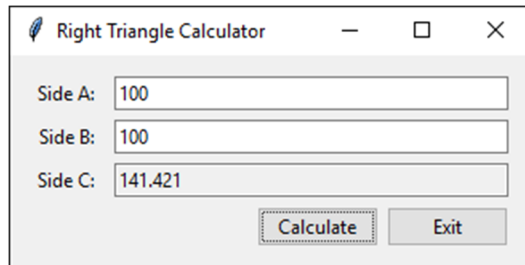 Right Triangle Calculator
Side A: 100
Side B: 100
Side C: 141.421
Calculate Exit